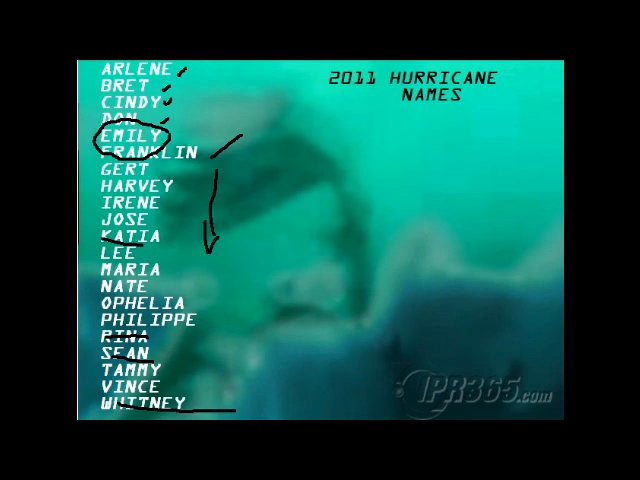 ARLENE
BRET
CINDY
DON
EMILY
FRANKLIN
GERT
HARVEY
IRENE
JOSE
KATIA
LEE
MARIA
NATE
OPHELIA
PHILIPPE
RINA
SEAN
TAMMY
VINCE
WHITNEY
2011 HURRICANE
NAMES
IPR365.com